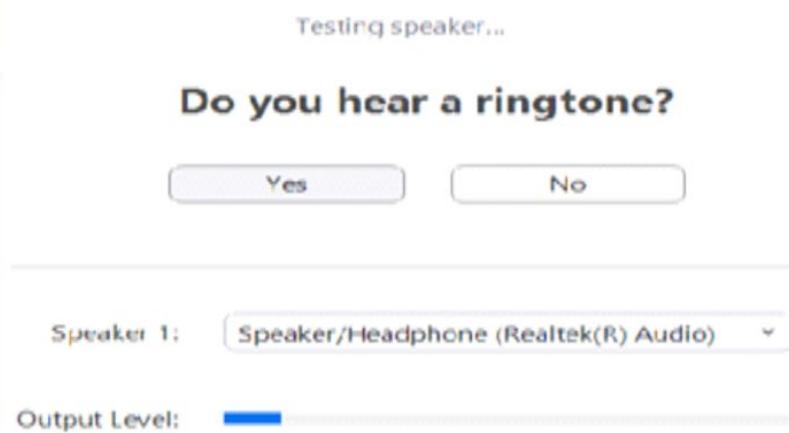 Testing speaker...
Do you hear a ringtone?
Yes No
Speaker 1: Speaker/Headphone (Realtek(R) Audio)
Output Level: